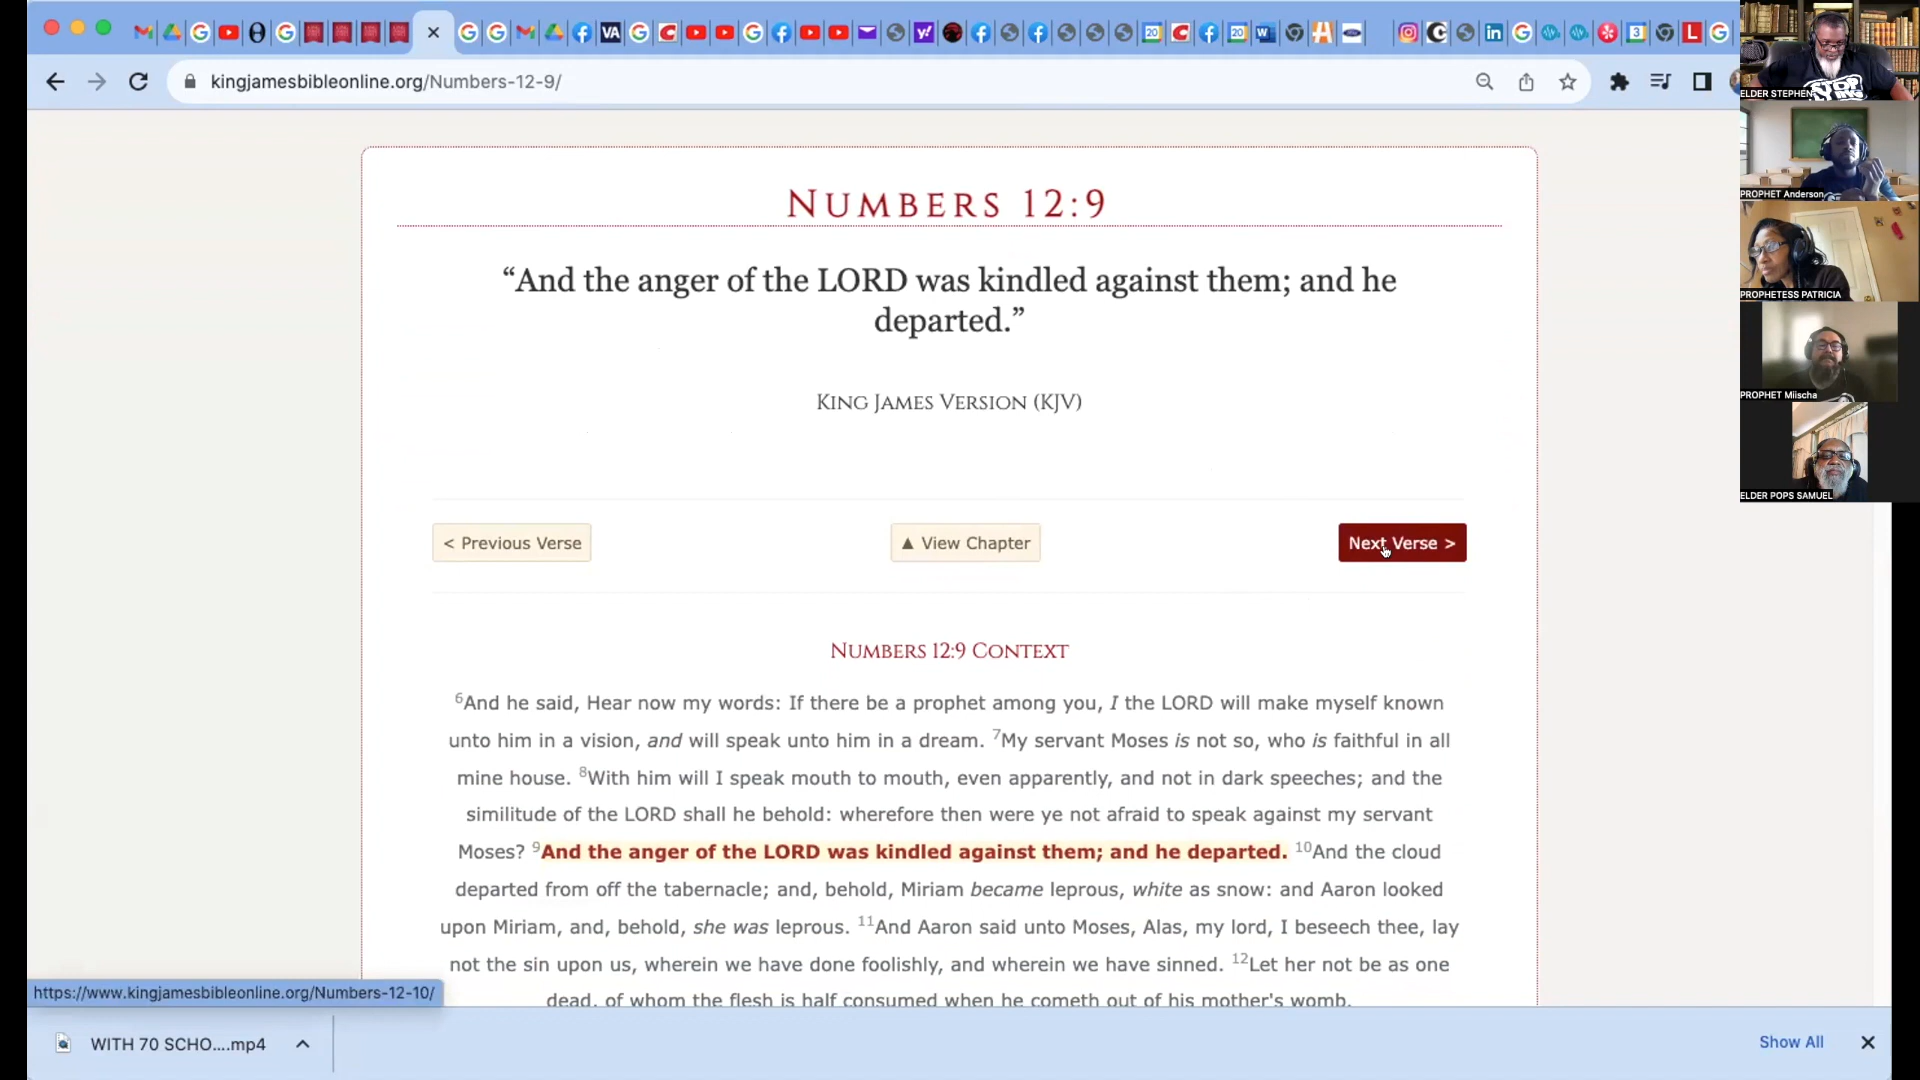 kingjamesbibleonline.org/Numbers-12-9/
NUMBERS 12:9
“And the anger of the LORD was kindled against them; and he
departed.”
KING JAMES VERSION (KJV)
< Previous Verse
▲ View Chapter
Next Verse >
NUMBERS 12:9 CONTEXT
6And he said, Hear now my words: If there be a prophet among you, I the LORD will make myself known
unto him in a vision, and will speak unto him in a dream. 7My servant Moses is not so, who is faithful in all
mine house. 8With him will I speak mouth to mouth, even apparently, and not in dark speeches; and the
similitude of the LORD shall he behold: wherefore then were ye not afraid to speak against my servant
Moses? 9And the anger of the LORD was kindled against them; and he departed. 10And the cloud
departed from off the tabernacle; and, behold, Miriam became leprous, white as snow: and Aaron looked
upon Miriam, and, behold, she was leprous. 11And Aaron said unto Moses, Alas, my lord, I beseech thee, lay
not the sin upon us, wherein we have done foolishly, and wherein we have sinned. 12Let her not be as one
dead, of whom the flesh is half consumed when he cometh out of his mother's womb.
https://www.kingjamesbibleonline.org/Numbers-12-10/
WITH 70 SCHO....mp4
Show All
ELDER STEPHEN
STOP
PROPHET Anderson
PROPHETESS PATRICIA
PROPHET Miischa
ELDER POPS SAMUEL